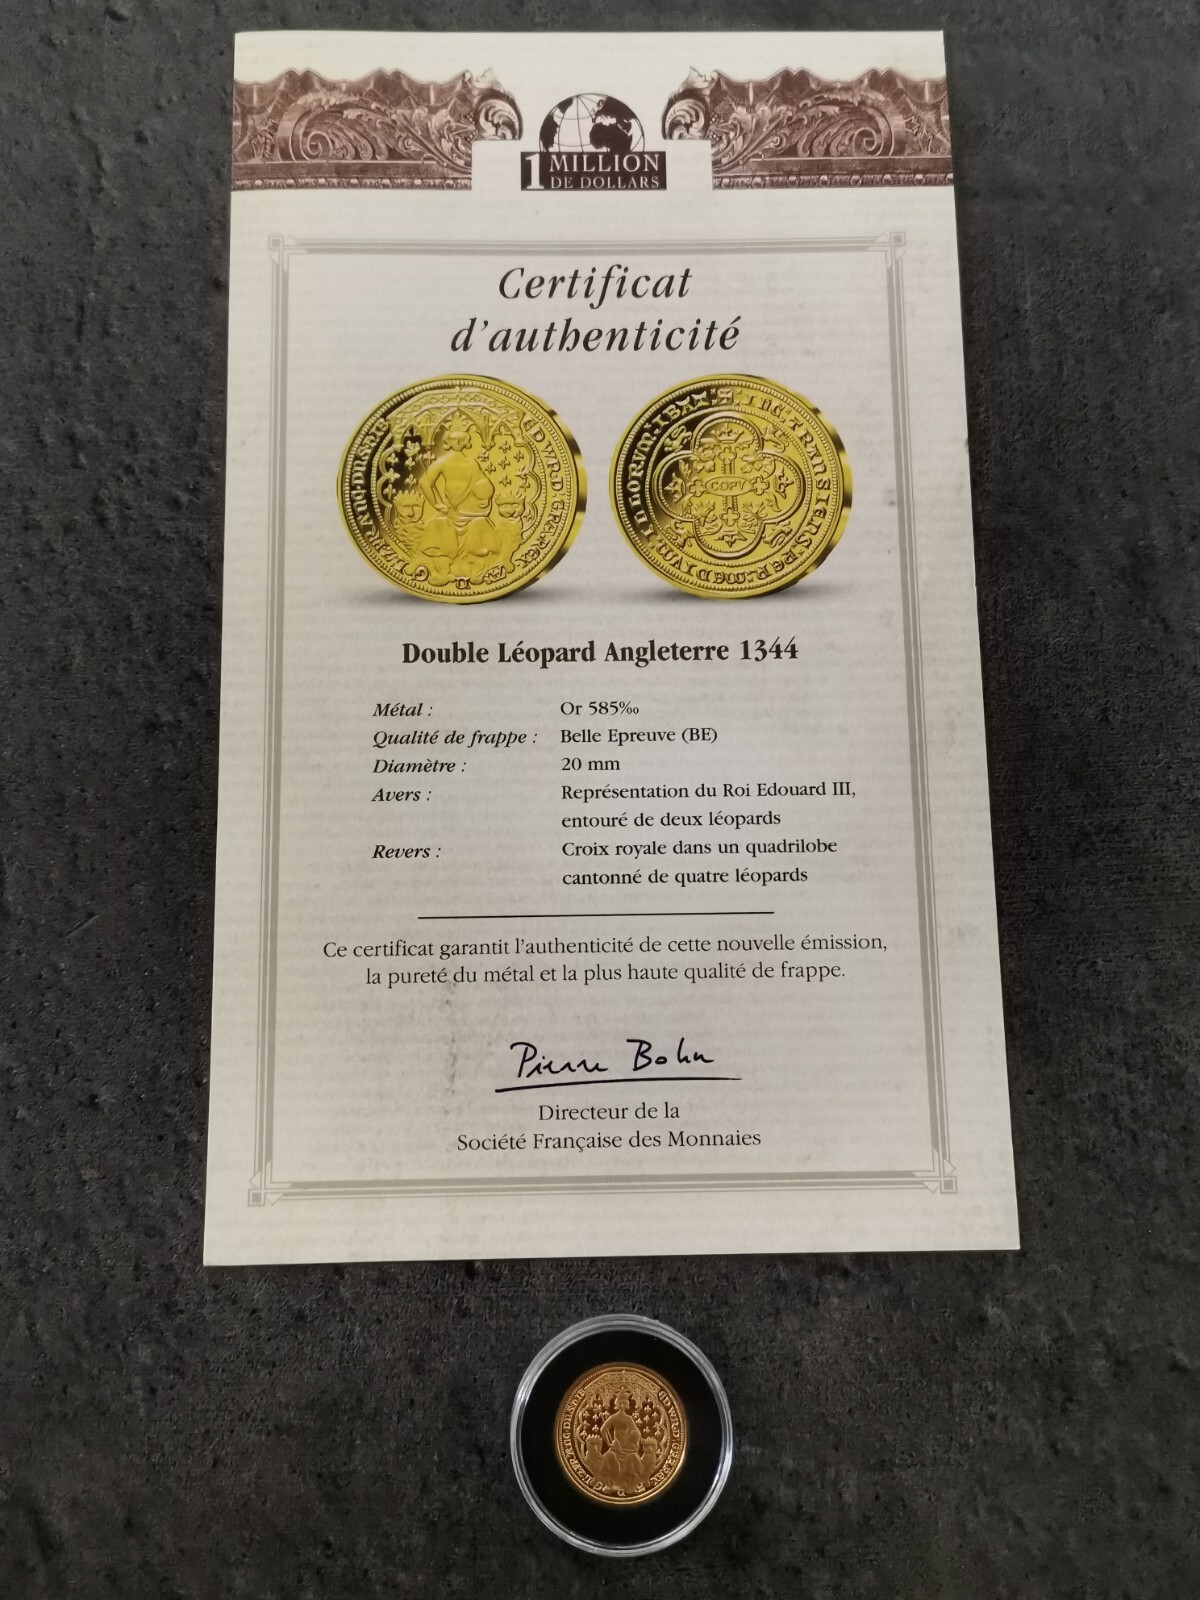 1 MILLION
DE DOLLARS
Certificat
d'authenticité
COPY
Double Léopard Angleterre 1344
Métal : Or 585‰
Qualité de frappe : Belle Epreuve (BE)
Diamètre : 20 mm
Avers : Représentation du Roi Edouard III,
entouré de deux léopards
Revers : Croix royale dans un quadrilobe
cantonné de quatre léopards
Ce certificat garantit l'authenticité de cette nouvelle émission,
la pureté du métal et la plus haute qualité de frappe.
Pierre Bohn
Directeur de la
Société Française des Monnaies